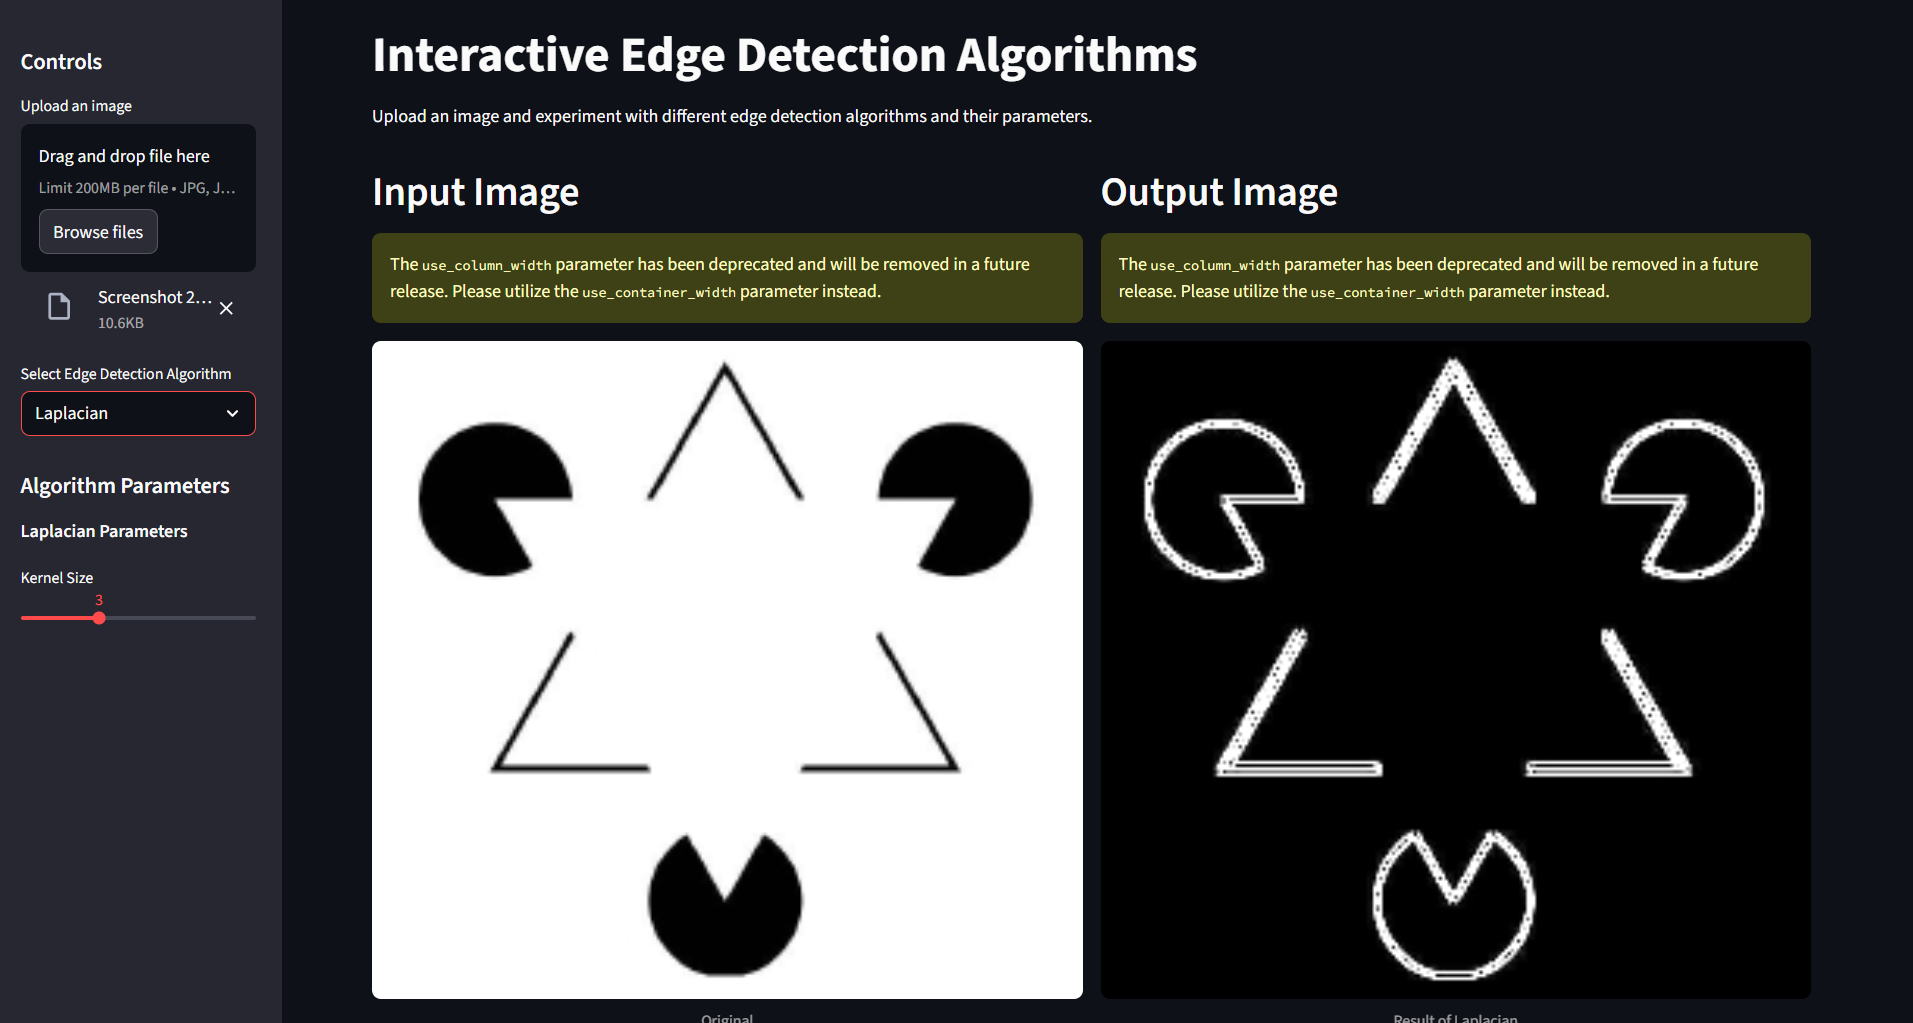 Controls
Upload an image
Drag and drop file here
Limit 200MB per file • JPG, J...
Browse files
Screenshot 2...
10.6KB
Select Edge Detection Algorithm
Laplacian
Algorithm Parameters
Laplacian Parameters
Kernel Size
3
Interactive Edge Detection Algorithms
Upload an image and experiment with different edge detection algorithms and their parameters.
Input Image
The use_column_width parameter has been deprecated and will be removed in a future
release. Please utilize the use_container_width parameter instead.
Original
Output Image
The use_column_width parameter has been deprecated and will be removed in a future
release. Please utilize the use_container_width parameter instead.
Result of Laplacian